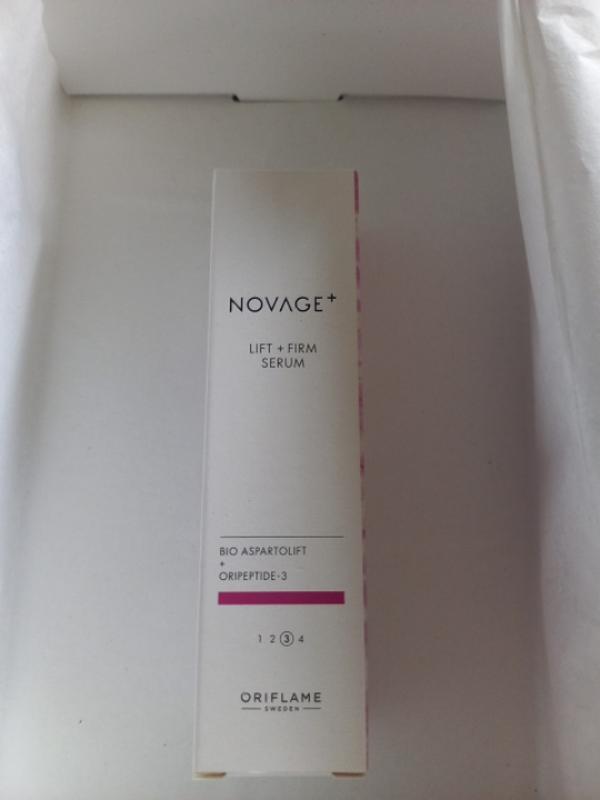 NOVAGE+
LIFT + FIRM
SERUM
BIO ASPARTOLIFT
+
ORIPEPTIDE-3
1 2 3 4
ORIFLAME
SWEDEN